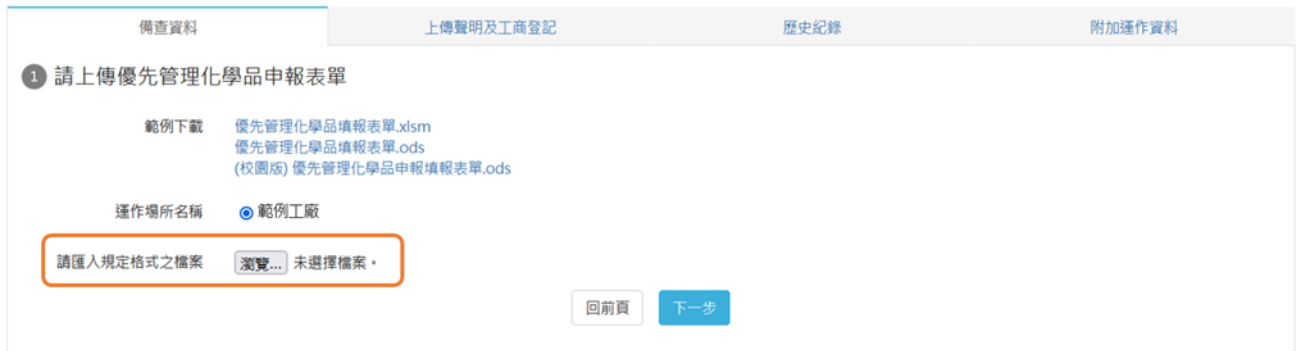 備查資料 上傳聲明及工商登記 歷史紀錄 附加運作資料
1 請上傳優先管理化學品申報表單
範例下載 優先管理化學品填報表單.xlsm
優先管理化學品填報表單.ods
(校園版) 優先管理化學品申報填報表單.ods
運作場所名稱 範例工廠
請匯入規定格式之檔案 瀏覽... 未選擇檔案。
回前頁 下一步